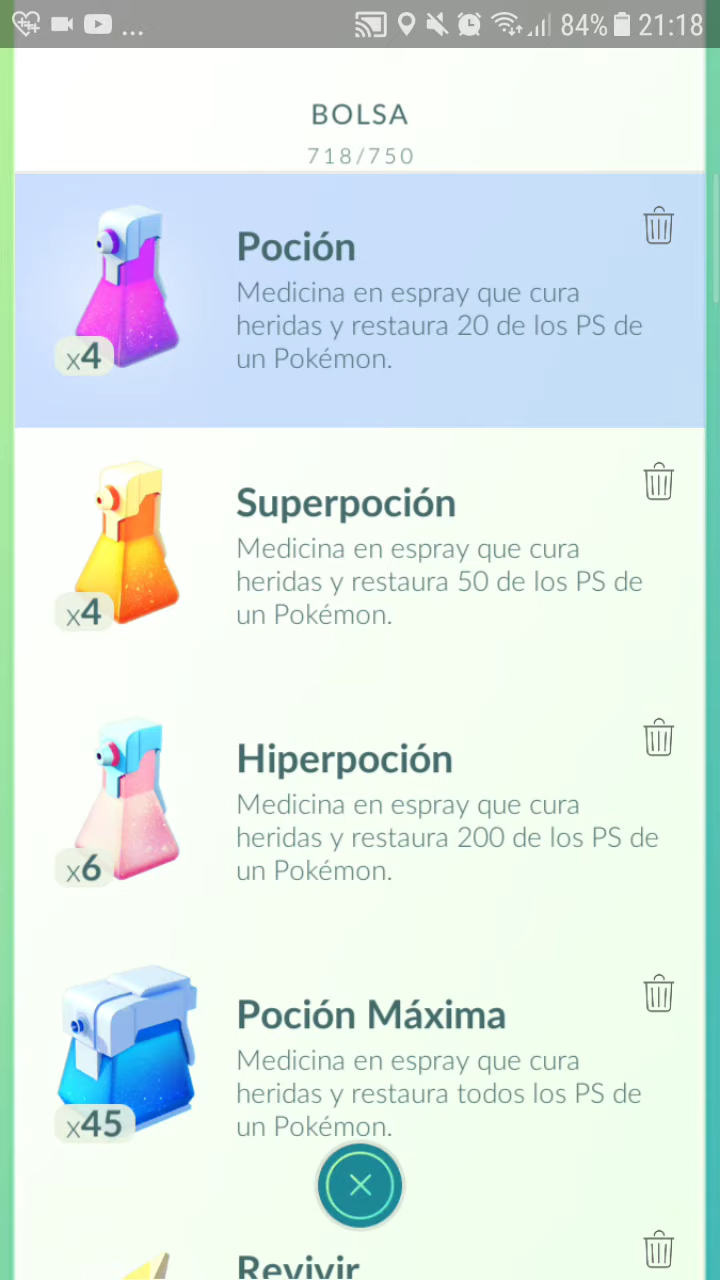 ... 84% 21:18
BOLSA
718/750
Poción
Medicina en espray que cura
heridas y restaura 20 de los PS de
un Pokémon.
x4
Superpoción
Medicina en espray que cura
heridas y restaura 50 de los PS de
un Pokémon.
x4
Hiperpoción
Medicina en espray que cura
heridas y restaura 200 de los PS de
un Pokémon.
x6
Poción Máxima
Medicina en espray que cura
heridas y restaura todos los PS de
un Pokémon.
x45
Revivir